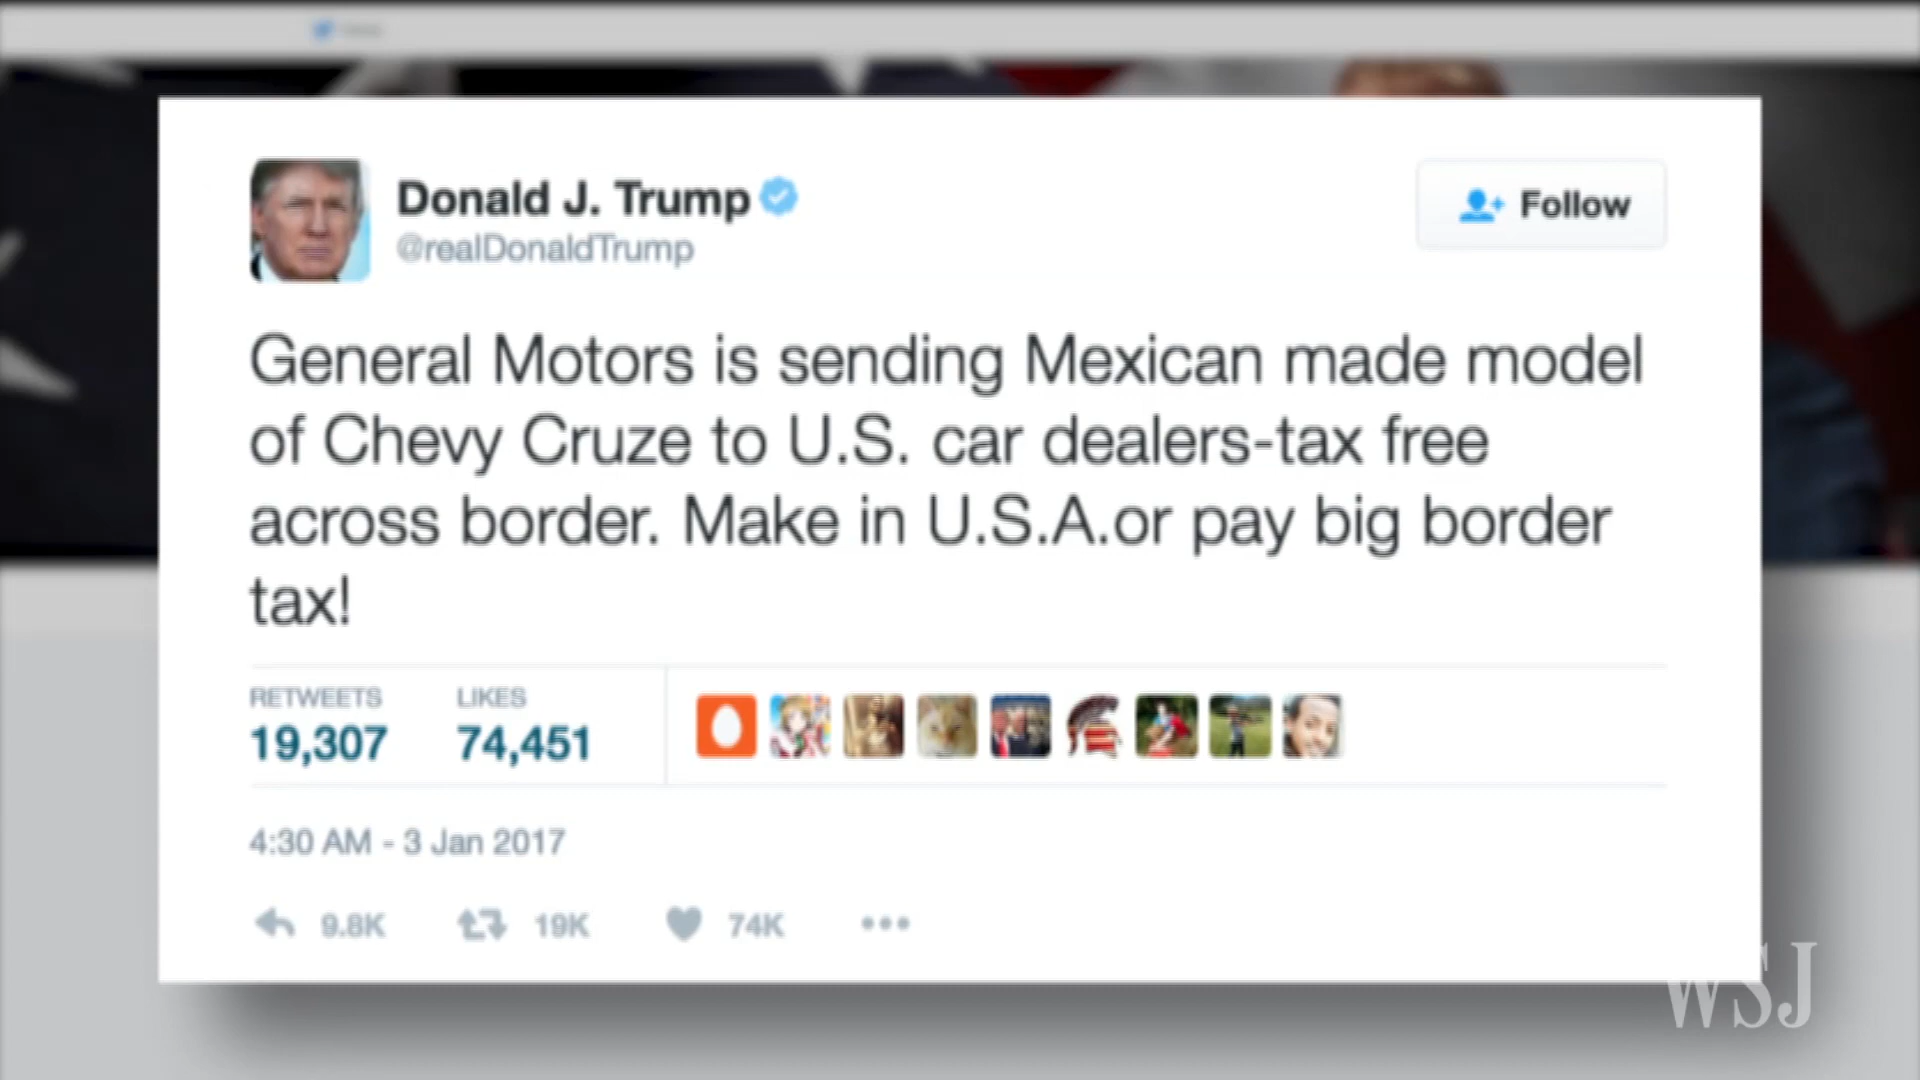 Donald J. Trump
@realDonaldTrump
Follow
General Motors is sending Mexican made model
of Chevy Cruze to U.S. car dealers-tax free
across border. Make in U.S.A.or pay big border
tax!
RETWEETS LIKES
19,307 74,451
4:30 AM - 3 Jan 2017
9.8K 19K 74K
WSJ